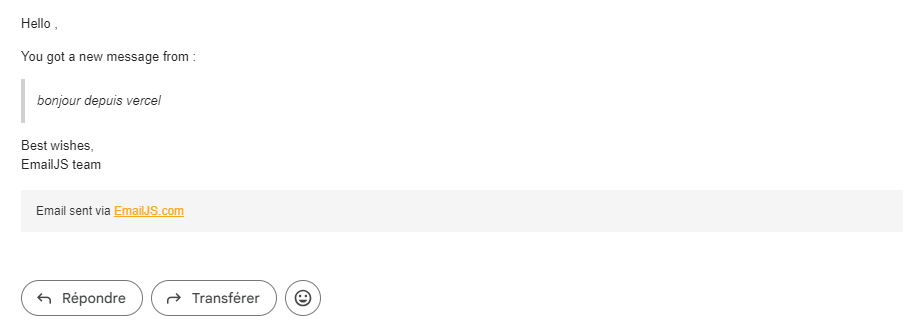 Hello ,
You got a new message from :
bonjour depuis vercel
Best wishes,
EmailJS team
Email sent via EmailJS.com
Répondre
Transférer